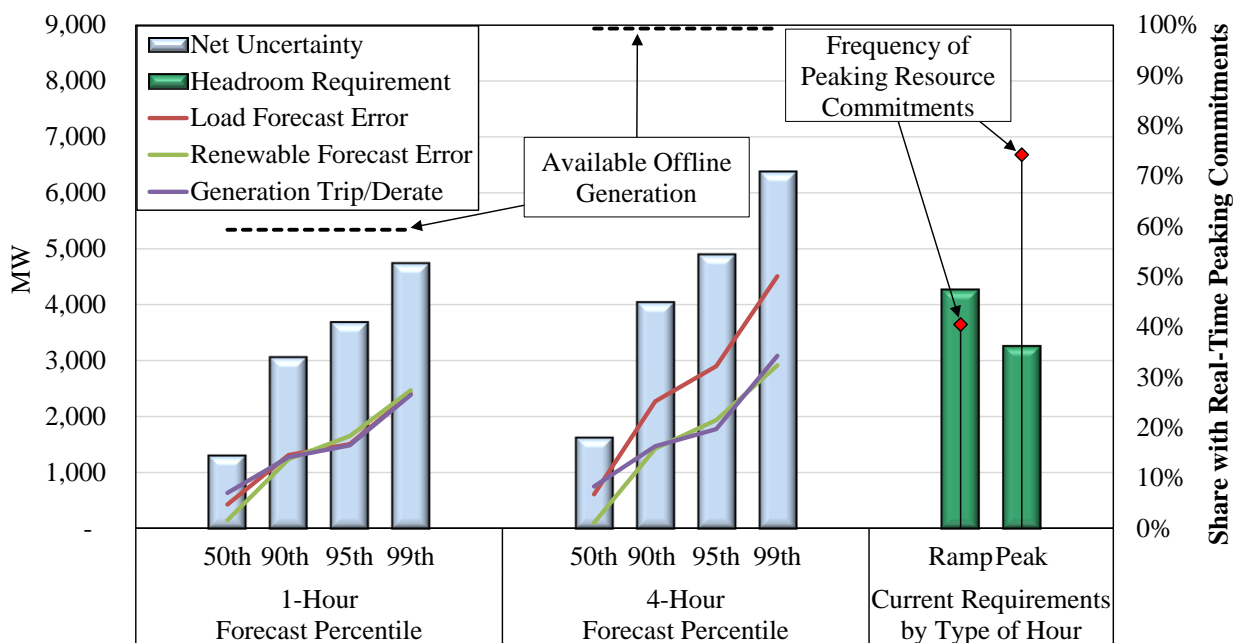 9,000
8,000
7,000
6,000
5,000
4,000
3,000
2,000
1,000
-
MW
Net Uncertainty
Headroom Requirement
Load Forecast Error
Renewable Forecast Error
Generation Trip/Derate
Available Offline
Generation
Frequency of
Peaking Resource
Commitments
100%
90%
80%
70%
60%
50%
40%
30%
20%
10%
0%
Share with Real-Time Peaking Commitments
50th 90th 95th 99th
1-Hour
Forecast Percentile
50th 90th 95th 99th
4-Hour
Forecast Percentile
Ramp Peak
Current Requirements
by Type of Hour